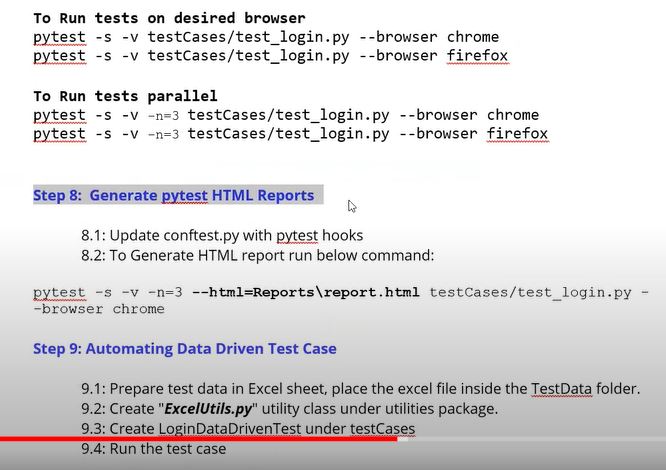 To Run tests on desired browser
pytest -s -v testCases/test_login.py --browser chrome
pytest -s -v testCases/test_login.py --browser firefox
To Run tests parallel
pytest -s -v -n=3 testCases/test_login.py --browser chrome
pytest -s -v -n=3 testCases/test_login.py --browser firefox
Step 8: Generate pytest HTML Reports
8.1: Update conftest.py with pytest hooks
8.2: To Generate HTML report run below command:
pytest -s -v -n=3 --html=Reports\report.html testCases/test_login.py -
-browser chrome
Step 9: Automating Data Driven Test Case
9.1: Prepare test data in Excel sheet, place the excel file inside the TestData folder.
9.2: Create "ExcelUtils.py" utility class under utilities package.
9.3: Create LoginDataDrivenTest under testCases
9.4: Run the test case